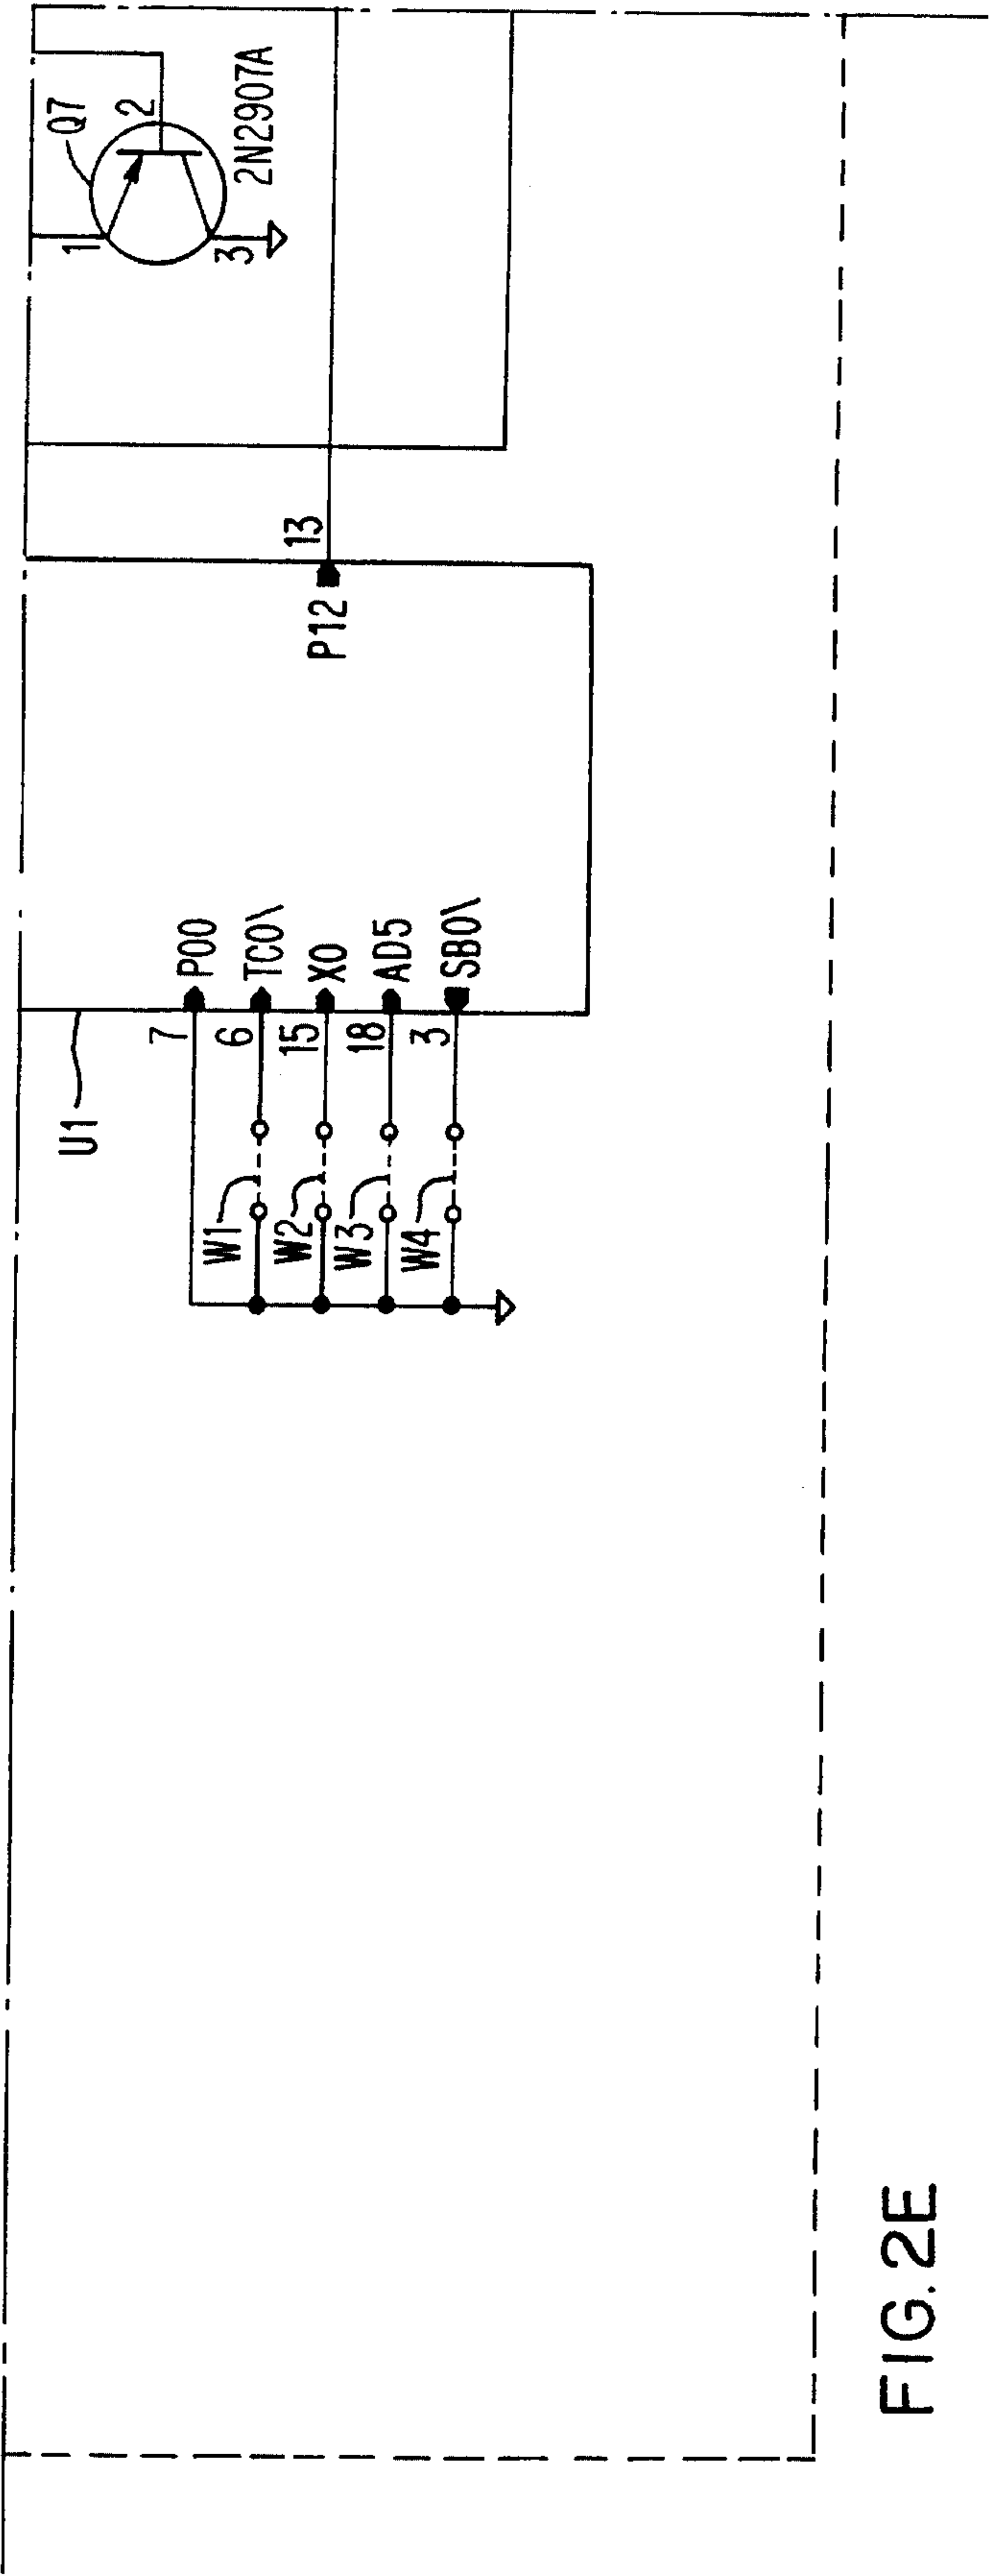 Q7
1
2
3
2N2907A
U1
7 P00
W1 6 TC0\
W2 15 X0
W3 18 AD5
W4 3 SB0\
P12 13
FIG. 2E